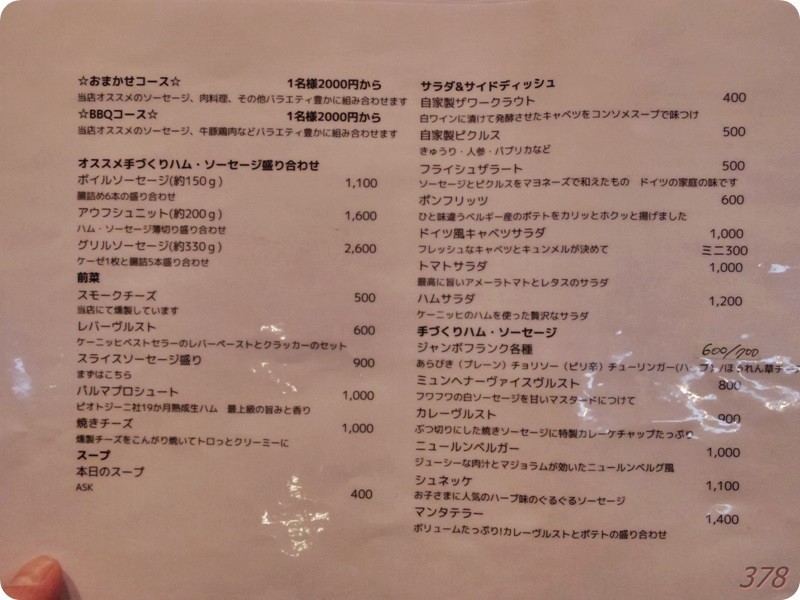 ☆おまかせコース☆ 1名様2000円から
当店オススメのソーセージ、肉料理、その他バラエティ豊かに組み合わせます
☆BBQコース☆ 1名様2000円から
当店オススメのソーセージ、牛豚鶏肉などバラエティ豊かに組み合わせます
オススメ手づくりハム・ソーセージ盛り合わせ
ボイルソーセージ(約150g) 1,100
腸詰め6本の盛り合わせ
アウフシュニット(約200g) 1,600
ハム・ソーセージ薄切り盛り合わせ
グリルソーセージ(約330g) 2,600
ケーゼ1枚と腸詰5本盛り合わせ
前菜
スモークチーズ 500
当店にて燻製しています
レバーヴルスト 600
ケーニッヒベストセラーのレバーペーストとクラッカーのセット
スライスソーセージ盛り 900
まずはこちら
パルマプロシュート 1,000
ピオトジーニ社19か月熟成生ハム 最上級の旨みと香り
焼きチーズ 1,000
燻製チーズをこんがり焼いてトロっとクリーミーに
スープ
本日のスープ
ASK 400
サラダ&サイドディッシュ
自家製ザワークラウト 400
白ワインに漬けて発酵させたキャベツをコンソメスープで味つけ
自家製ピクルス 500
きゅうり・人参・パプリカなど
フライシュザラート 500
ソーセージとピクルスをマヨネーズで和えたもの ドイツの家庭の味です
ポンフリッツ 600
ひと味違うベルギー産のポテトをカリッとホクッと揚げました
ドイツ風キャベツサラダ 1,000
フレッシュなキャベツとキュンメルが決めて ミニ300
トマトサラダ 1,000
最高に旨いアメーラトマトとレタスのサラダ
ハムサラダ 1,200
ケーニッヒのハムを使った贅沢なサラダ
手づくりハム・ソーセージ
ジャンボフランク各種 600/700
あらびき（プレーン）チョリソー（ピリ辛）チューリンガー(ハーブ）/ほうれん草チーズ
ミュンヘナーヴァイスヴルスト 800
フワフワの白ソーセージを甘いマスタードにつけて
カレーヴルスト 900
ぶつ切りにした焼きソーセージに特製カレーケチャップたっぷり
ニュールンベルガー 1,000
ジューシーな肉汁とマジョラムが効いたニュールンベルグ風
シュネッケ 1,100
お子さまに人気のハーブ味のぐるぐるソーセージ
マンタテラー 1,400
ボリュームたっぷり!カレーヴルストとポテトの盛り合わせ
378